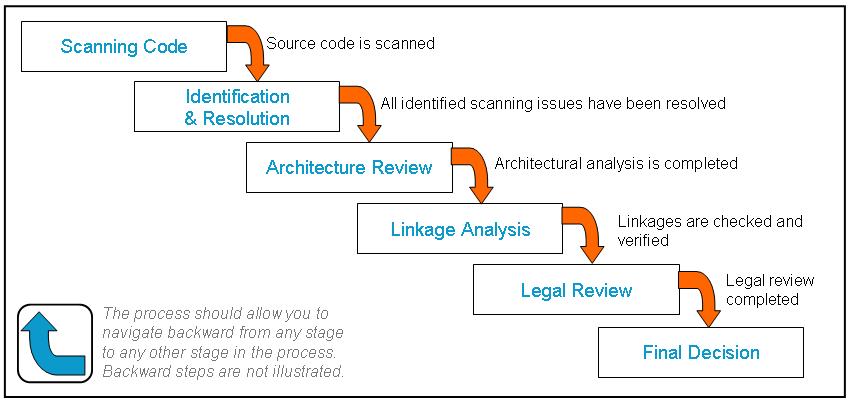 Scanning Code
Source code is scanned
Identification
& Resolution
All identified scanning issues have been resolved
Architecture Review
Architectural analysis is completed
Linkage Analysis
Linkages are checked and
verified
Legal Review
Legal review
completed
Final Decision
The process should allow you to
navigate backward from any stage
to any other stage in the process.
Backward steps are not illustrated.